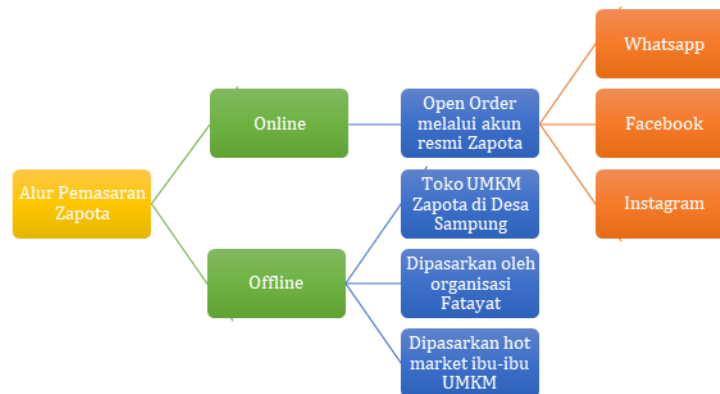 Alur Pemasaran
Zapota
Online
Offline
Open Order
melalui akun
resmi Zapota
Toko UMKM
Zapota di Desa
Sampung
Dipasarkan oleh
organisasi
Fatayat
Dipasarkan hot
market ibu-ibu
UMKM
Whatsapp
Facebook
Instagram